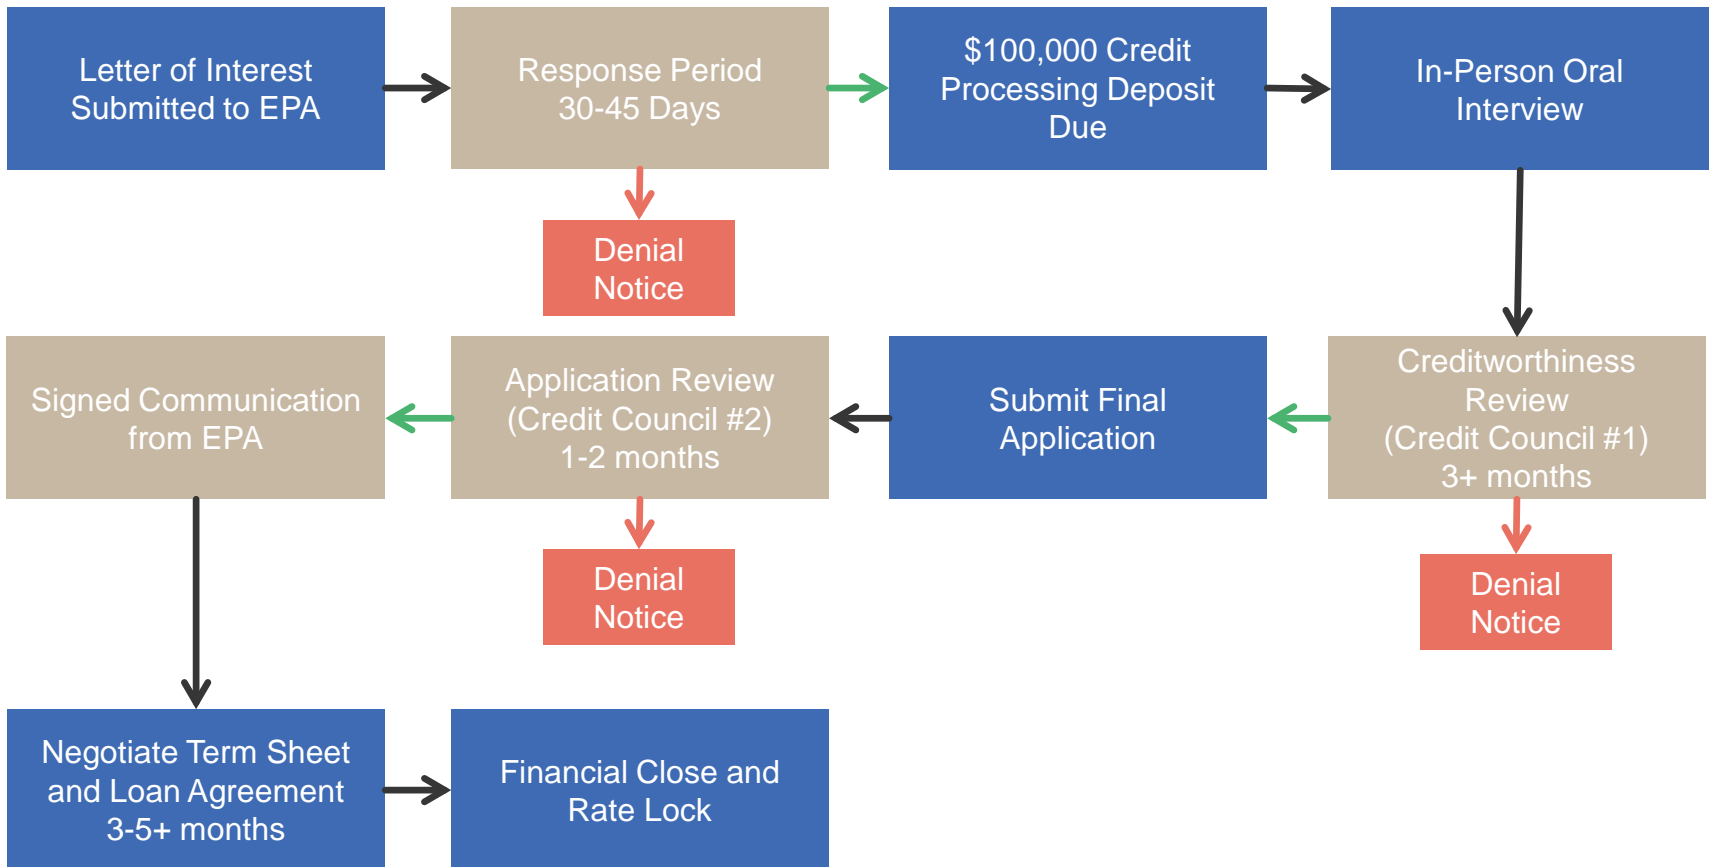 Letter of Interest
Submitted to EPA
Response Period
30-45 Days
$100,000 Credit
Processing Deposit
Due
In-Person Oral
Interview
Denial
Notice
Creditworthiness
Review
(Credit Council #1)
3+ months
Submit Final
Application
Application Review
(Credit Council #2)
1-2 months
Signed Communication
from EPA
Denial
Notice
Denial
Notice
Negotiate Term Sheet
and Loan Agreement
3-5+ months
Financial Close and
Rate Lock